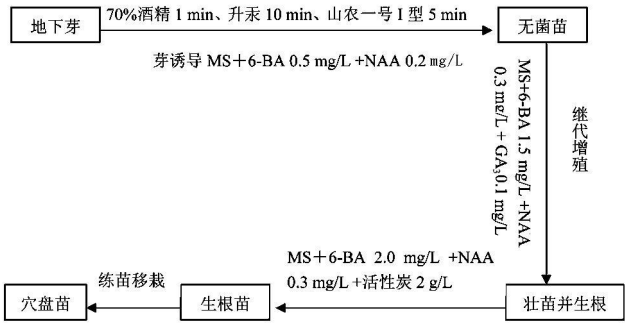 地下芽
70%酒精 1 min、升汞 10 min、山农一号 I 型 5 min
无菌苗
芽诱导 MS＋6-BA 0.5 mg/L +NAA 0.2 mg/L
MS+6-BA 1.5 mg/L +NAA
0.3 mg/L + GA₃0.1 mg/L
继代增殖
MS＋6-BA 2.0 mg/L +NAA
0.3 mg/L +活性炭 2 g/L
穴盘苗
练苗移栽
生根苗
壮苗并生根